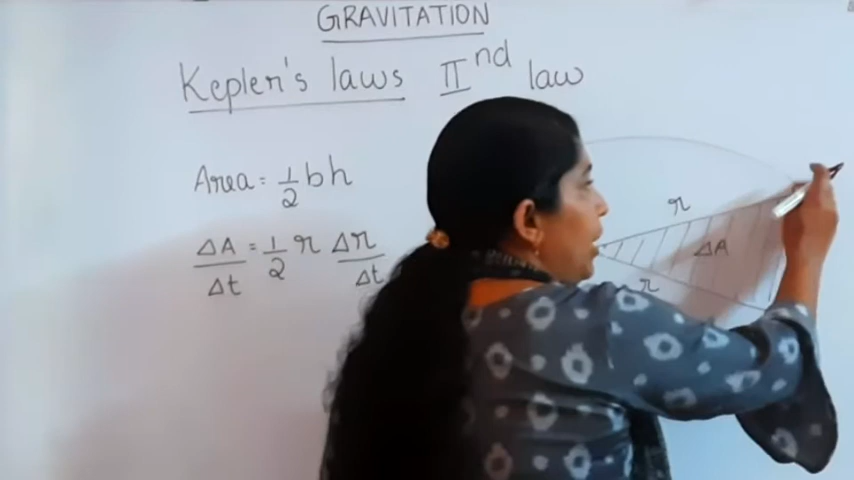 GRAVITATION
Kepler's laws II nd law
Area = 1/2 bh
ΔA/Δt = 1/2 r Δr/Δt
r
ΔA
r